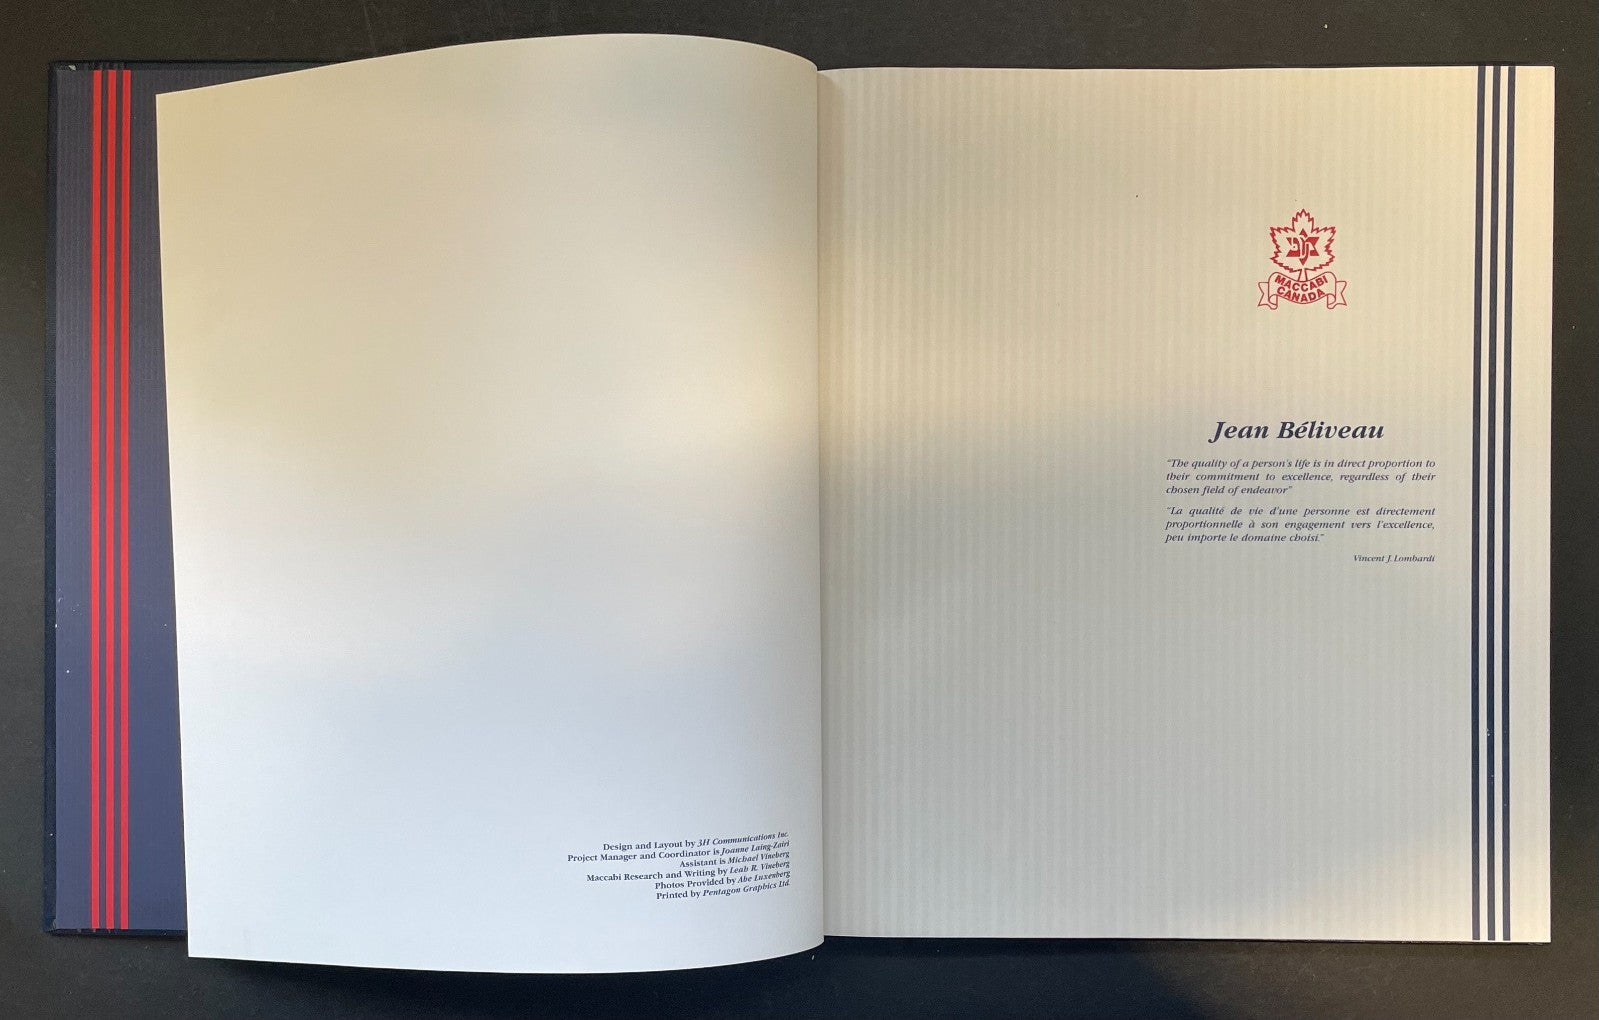 Design and Layout by 3H Communications Inc.
Project Manager and Coordinator is Joanne Laing-Zairi
Assistant is Michael Vineberg
Maccabi Research and Writing by Leah R. Vineberg
Photos Provided by Abe Luxenberg
Printed by Pentagon Graphics Ltd.
MACCABI
CANADA
Jean Béliveau
“The quality of a person's life is in direct proportion to
their commitment to excellence, regardless of their
chosen field of endeavor”
“La qualité de vie d'une personne est directement
proportionnelle à son engagement vers l'excellence,
peu importe le domaine choisi.”
Vincent J. Lombardi